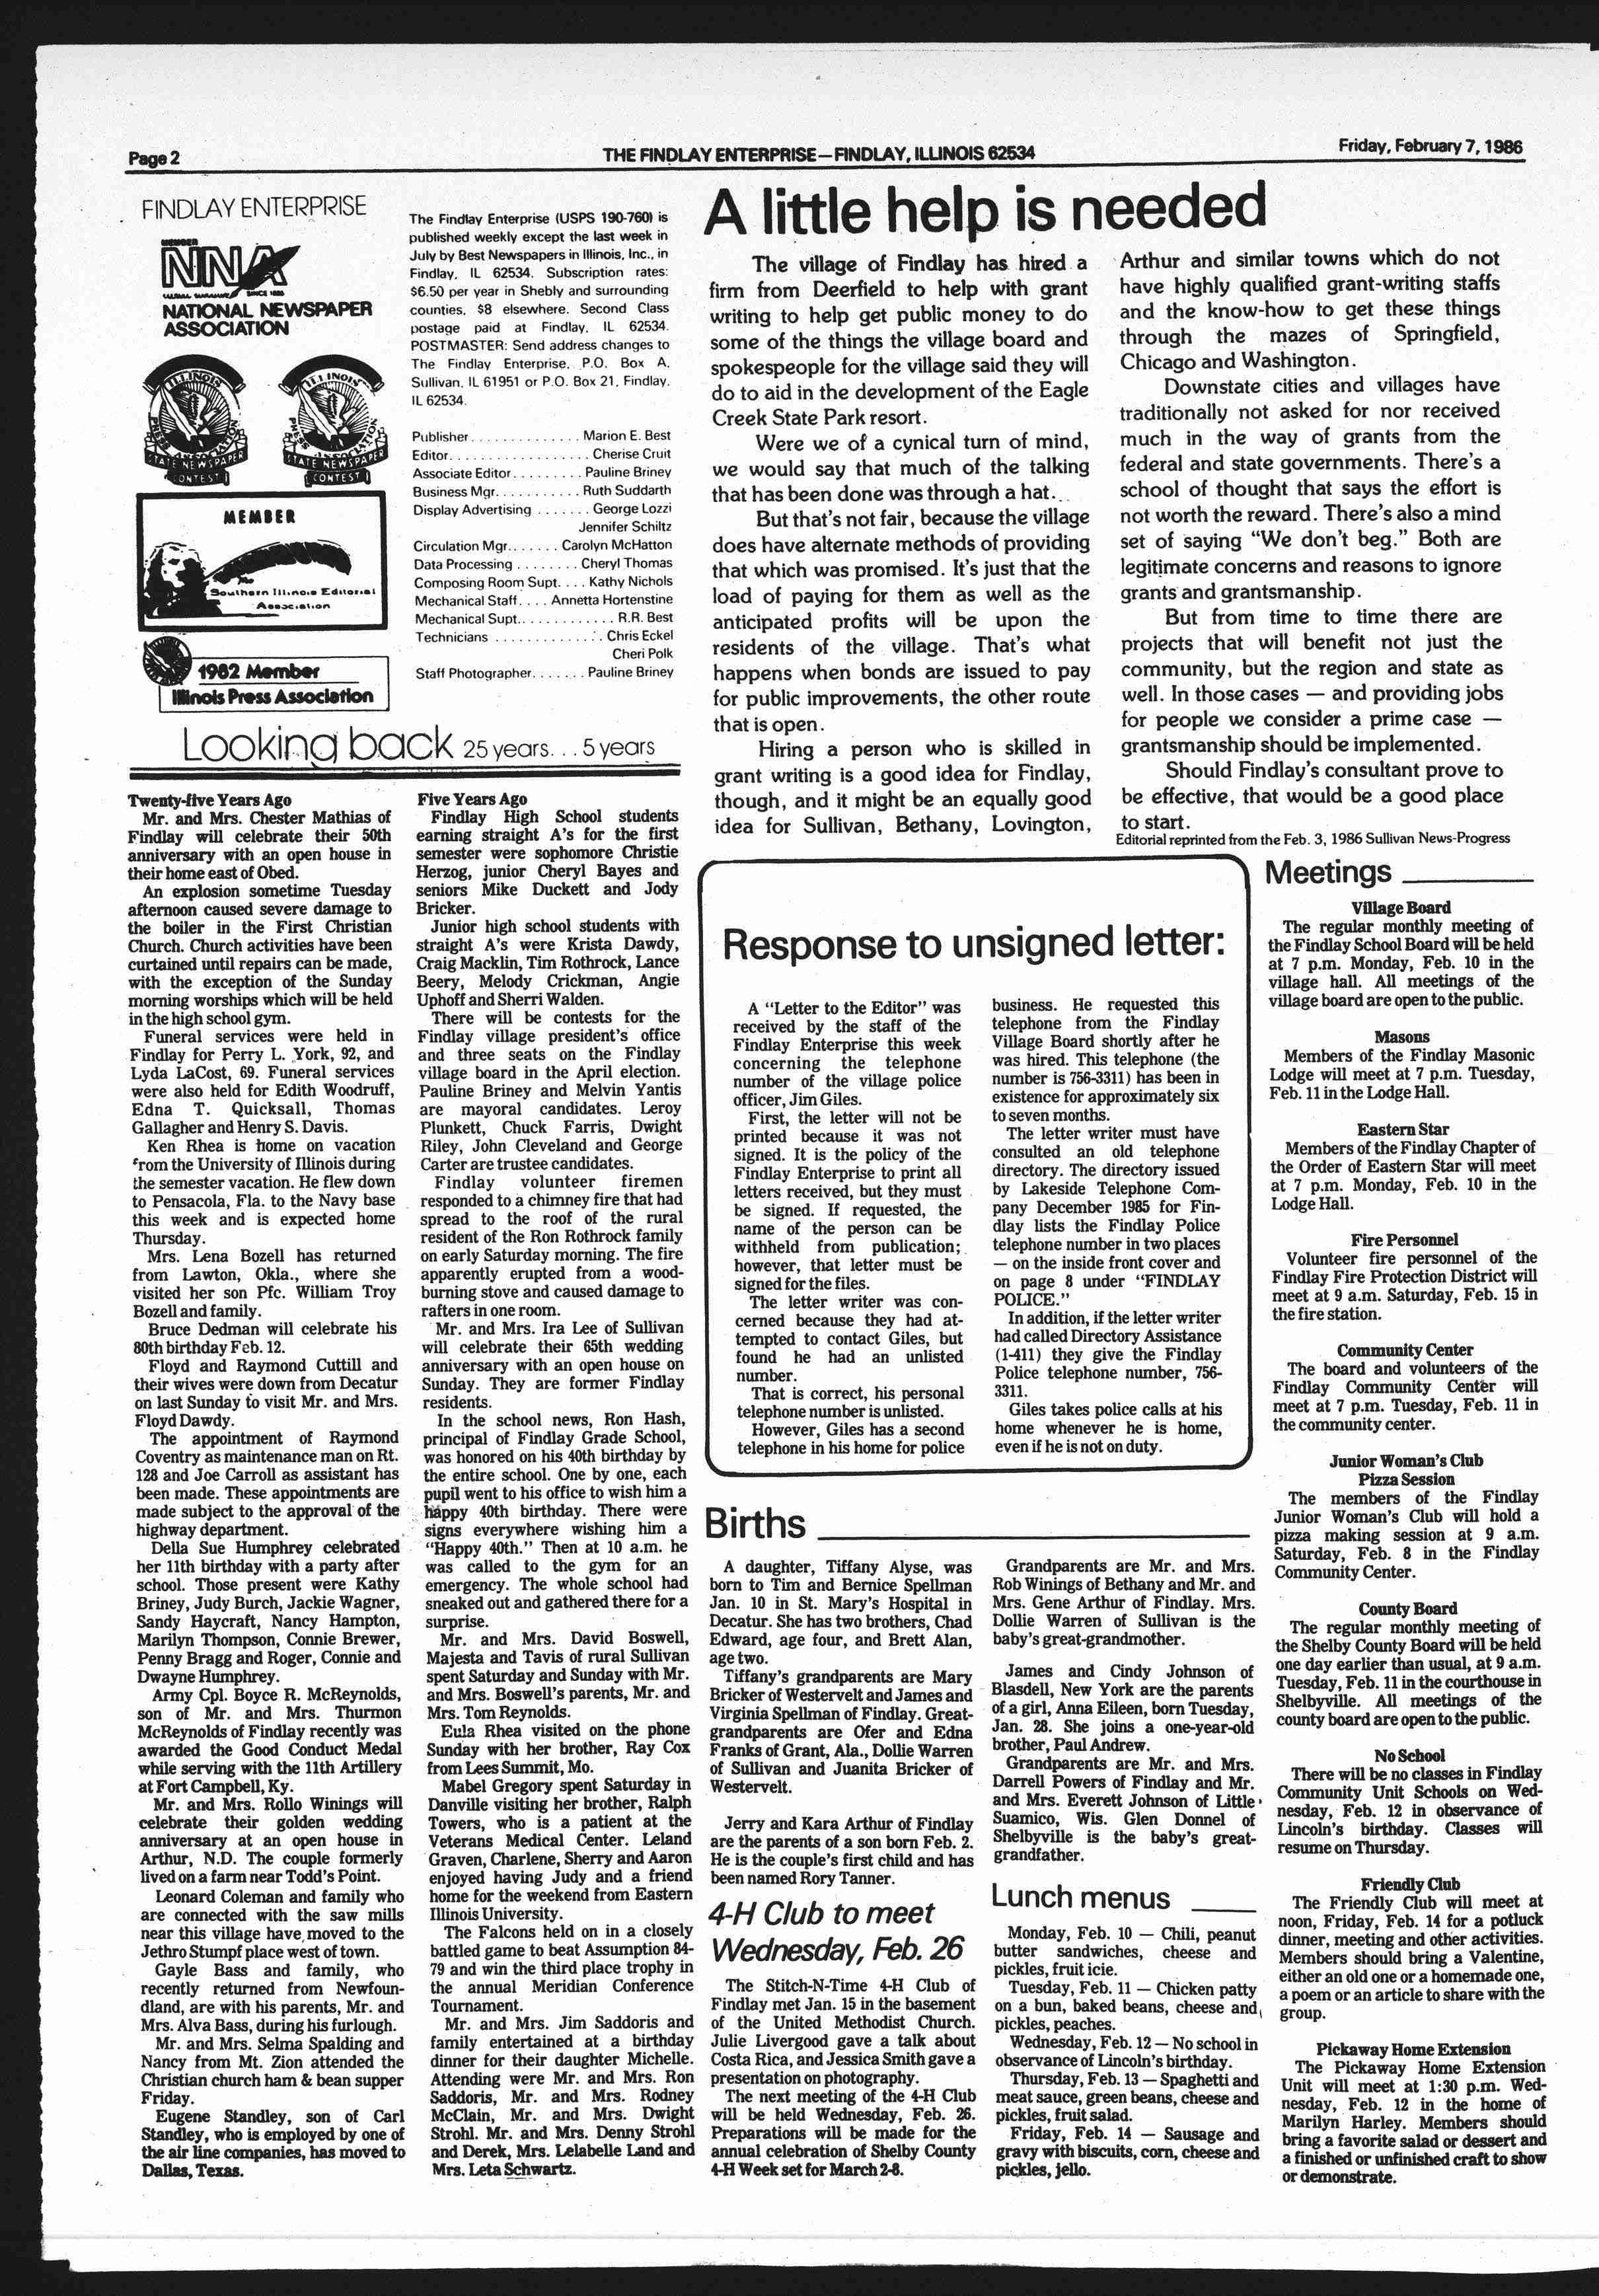 Page 2
THE FINDLAY ENTERPRISE—FINDLAY, ILLINOIS 62534
Friday, February 7, 1986
FINDLAY ENTERPRISE
MEMBER
NNA
SINCE 1885
NATIONAL NEWSPAPER
ASSOCIATION
ILLINOIS
PRESS ASSOCIATION
STATE NEWSPAPER
CONTEST
ILLINOIS
PRESS ASSOCIATION
STATE NEWSPAPER
CONTEST
MEMBER
The
Southern Illinois Editorial
Association
1982 Member
Illinois Press Association
The Findlay Enterprise (USPS 190-760) is
published weekly except the last week in
July by Best Newspapers in Illinois, Inc., in
Findlay, IL 62534. Subscription rates:
$6.50 per year in Shebly and surrounding
counties, $8 elsewhere. Second Class
postage paid at Findlay, IL 62534.
POSTMASTER: Send address changes to
The Findlay Enterprise, P.O. Box A,
Sullivan, IL 61951 or P.O. Box 21, Findlay,
IL 62534.
Publisher. . . . . . . . . . . . . . Marion E. Best
Editor. . . . . . . . . . . . . . . . . Cherise Cruit
Associate Editor. . . . . . . . . Pauline Briney
Business Mgr. . . . . . . . . . . Ruth Suddarth
Display Advertising . . . . . . . George Lozzi
Jennifer Schiltz
Circulation Mgr. . . . . . . Carolyn McHatton
Data Processing . . . . . . . . Cheryl Thomas
Composing Room Supt. . . . Kathy Nichols
Mechanical Staff. . . . Annetta Hortenstine
Mechanical Supt. . . . . . . . . . . . . R.R. Best
Technicians . . . . . . . . . . . . . . Chris Eckel
Cheri Polk
Staff Photographer. . . . . . . Pauline Briney
Looking back 25 years. . . 5 years
Twenty-five Years Ago
Mr. and Mrs. Chester Mathias of
Findlay will celebrate their 50th
anniversary with an open house in
their home east of Obed.
An explosion sometime Tuesday
afternoon caused severe damage to
the boiler in the First Christian
Church. Church activities have been
curtained until repairs can be made,
with the exception of the Sunday
morning worships which will be held
in the high school gym.
Funeral services were held in
Findlay for Perry L. York, 92, and
Lyda LaCost, 69. Funeral services
were also held for Edith Woodruff,
Edna T. Quicksall, Thomas
Gallagher and Henry S. Davis.
Ken Rhea is home on vacation
from the University of Illinois during
the semester vacation. He flew down
to Pensacola, Fla. to the Navy base
this week and is expected home
Thursday.
Mrs. Lena Bozell has returned
from Lawton, Okla., where she
visited her son Pfc. William Troy
Bozell and family.
Bruce Dedman will celebrate his
80th birthday Feb. 12.
Floyd and Raymond Cuttill and
their wives were down from Decatur
on last Sunday to visit Mr. and Mrs.
Floyd Dawdy.
The appointment of Raymond
Coventry as maintenance man on Rt.
128 and Joe Carroll as assistant has
been made. These appointments are
made subject to the approval of the
highway department.
Della Sue Humphrey celebrated
her 11th birthday with a party after
school. Those present were Kathy
Briney, Judy Burch, Jackie Wagner,
Sandy Haycraft, Nancy Hampton,
Marilyn Thompson, Connie Brewer,
Penny Bragg and Roger, Connie and
Dwayne Humphrey.
Army Cpl. Boyce R. McReynolds,
son of Mr. and Mrs. Thurmon
McReynolds of Findlay recently was
awarded the Good Conduct Medal
while serving with the 11th Artillery
at Fort Campbell, Ky.
Mr. and Mrs. Rollo Winings will
celebrate their golden wedding
anniversary at an open house in
Arthur, N.D. The couple formerly
lived on a farm near Todd's Point.
Leonard Coleman and family who
are connected with the saw mills
near this village have moved to the
Jethro Stumpf place west of town.
Gayle Bass and family, who
recently returned from Newfoun-
dland, are with his parents, Mr. and
Mrs. Alva Bass, during his furlough.
Mr. and Mrs. Selma Spalding and
Nancy from Mt. Zion attended the
Christian church ham & bean supper
Friday.
Eugene Standley, son of Carl
Standley, who is employed by one of
the air line companies, has moved to
Dallas, Texas.
Five Years Ago
Findlay High School students
earning straight A's for the first
semester were sophomore Christie
Herzog, junior Cheryl Bayes and
seniors Mike Duckett and Jody
Bricker.
Junior high school students with
straight A's were Krista Dawdy,
Craig Macklin, Tim Rothrock, Lance
Beery, Melody Crickman, Angie
Uphoff and Sherri Walden.
There will be contests for the
Findlay village president's office
and three seats on the Findlay
village board in the April election.
Pauline Briney and Melvin Yantis
are mayoral candidates. Leroy
Plunkett, Chuck Farris, Dwight
Riley, John Cleveland and George
Carter are trustee candidates.
Findlay volunteer firemen
responded to a chimney fire that had
spread to the roof of the rural
resident of the Ron Rothrock family
on early Saturday morning. The fire
apparently erupted from a wood-
burning stove and caused damage to
rafters in one room.
Mr. and Mrs. Ira Lee of Sullivan
will celebrate their 65th wedding
anniversary with an open house on
Sunday. They are former Findlay
residents.
In the school news, Ron Hash,
principal of Findlay Grade School,
was honored on his 40th birthday by
the entire school. One by one, each
pupil went to his office to wish him a
happy 40th birthday. There were
signs everywhere wishing him a
"Happy 40th." Then at 10 a.m. he
was called to the gym for an
emergency. The whole school had
sneaked out and gathered there for a
surprise.
Mr. and Mrs. David Boswell,
Majesta and Tavis of rural Sullivan
spent Saturday and Sunday with Mr.
and Mrs. Boswell's parents, Mr. and
Mrs. Tom Reynolds.
Eula Rhea visited on the phone
Sunday with her brother, Ray Cox
from Lees Summit, Mo.
Mabel Gregory spent Saturday in
Danville visiting her brother, Ralph
Towers, who is a patient at the
Veterans Medical Center. Leland
Graven, Charlene, Sherry and Aaron
enjoyed having Judy and a friend
home for the weekend from Eastern
Illinois University.
The Falcons held on in a closely
battled game to beat Assumption 84-
79 and win the third place trophy in
the annual Meridian Conference
Tournament.
Mr. and Mrs. Jim Saddoris and
family entertained at a birthday
dinner for their daughter Michelle.
Attending were Mr. and Mrs. Ron
Saddoris, Mr. and Mrs. Rodney
McClain, Mr. and Mrs. Dwight
Strohl. Mr. and Mrs. Denny Strohl
and Derek, Mrs. Lelabelle Land and
Mrs. Leta Schwartz.
A little help is needed
The village of Findlay has hired a
firm from Deerfield to help with grant
writing to help get public money to do
some of the things the village board and
spokespeople for the village said they will
do to aid in the development of the Eagle
Creek State Park resort.
Were we of a cynical turn of mind,
we would say that much of the talking
that has been done was through a hat.
But that's not fair, because the village
does have alternate methods of providing
that which was promised. It's just that the
load of paying for them as well as the
anticipated profits will be upon the
residents of the village. That's what
happens when bonds are issued to pay
for public improvements, the other route
that is open.
Hiring a person who is skilled in
grant writing is a good idea for Findlay,
though, and it might be an equally good
idea for Sullivan, Bethany, Lovington,
Arthur and similar towns which do not
have highly qualified grant-writing staffs
and the know-how to get these things
through the mazes of Springfield,
Chicago and Washington.
Downstate cities and villages have
traditionally not asked for nor received
much in the way of grants from the
federal and state governments. There's a
school of thought that says the effort is
not worth the reward. There's also a mind
set of saying "We don't beg." Both are
legitimate concerns and reasons to ignore
grants and grantsmanship.
But from time to time there are
projects that will benefit not just the
community, but the region and state as
well. In those cases — and providing jobs
for people we consider a prime case —
grantsmanship should be implemented.
Should Findlay's consultant prove to
be effective, that would be a good place
to start.
Editorial reprinted from the Feb. 3, 1986 Sullivan News-Progress
Response to unsigned letter:
A "Letter to the Editor" was
received by the staff of the
Findlay Enterprise this week
concerning the telephone
number of the village police
officer, Jim Giles.
First, the letter will not be
printed because it was not
signed. It is the policy of the
Findlay Enterprise to print all
letters received, but they must
be signed. If requested, the
name of the person can be
withheld from publication;
however, that letter must be
signed for the files.
The letter writer was con-
cerned because they had at-
tempted to contact Giles, but
found he had an unlisted
number.
That is correct, his personal
telephone number is unlisted.
However, Giles has a second
telephone in his home for police
business. He requested this
telephone from the Findlay
Village Board shortly after he
was hired. This telephone (the
number is 756-3311) has been in
existence for approximately six
to seven months.
The letter writer must have
consulted an old telephone
directory. The directory issued
by Lakeside Telephone Com-
pany December 1985 for Fin-
dlay lists the Findlay Police
telephone number in two places
— on the inside front cover and
on page 8 under "FINDLAY
POLICE."
In addition, if the letter writer
had called Directory Assistance
(1-411) they give the Findlay
Police telephone number, 756-
3311.
Giles takes police calls at his
home whenever he is home,
even if he is not on duty.
Births
A daughter, Tiffany Alyse, was
born to Tim and Bernice Spellman
Jan. 10 in St. Mary's Hospital in
Decatur. She has two brothers, Chad
Edward, age four, and Brett Alan,
age two.
Tiffany's grandparents are Mary
Bricker of Westervelt and James and
Virginia Spellman of Findlay. Great-
grandparents are Ofer and Edna
Franks of Grant, Ala., Dollie Warren
of Sullivan and Juanita Bricker of
Westervelt.
Jerry and Kara Arthur of Findlay
are the parents of a son born Feb. 2.
He is the couple's first child and has
been named Rory Tanner.
Grandparents are Mr. and Mrs.
Rob Winings of Bethany and Mr. and
Mrs. Gene Arthur of Findlay. Mrs.
Dollie Warren of Sullivan is the
baby's great-grandmother.
James and Cindy Johnson of
Blasdell, New York are the parents
of a girl, Anna Eileen, born Tuesday,
Jan. 28. She joins a one-year-old
brother, Paul Andrew.
Grandparents are Mr. and Mrs.
Darrell Powers of Findlay and Mr.
and Mrs. Everett Johnson of Little
Suamico, Wis. Glen Donnel of
Shelbyville is the baby's great-
grandfather.
4-H Club to meet
Wednesday, Feb. 26
The Stitch-N-Time 4-H Club of
Findlay met Jan. 15 in the basement
of the United Methodist Church.
Julie Livergood gave a talk about
Costa Rica, and Jessica Smith gave a
presentation on photography.
The next meeting of the 4-H Club
will be held Wednesday, Feb. 26.
Preparations will be made for the
annual celebration of Shelby County
4-H Week set for March 2-8.
Lunch menus
Monday, Feb. 10 — Chili, peanut
butter sandwiches, cheese and
pickles, fruit icie.
Tuesday, Feb. 11 — Chicken patty
on a bun, baked beans, cheese and
pickles, peaches.
Wednesday, Feb. 12 — No school in
observance of Lincoln's birthday.
Thursday, Feb. 13 — Spaghetti and
meat sauce, green beans, cheese and
pickles, fruit salad.
Friday, Feb. 14 — Sausage and
gravy with biscuits, corn, cheese and
pickles, jello.
Meetings
Village Board
The regular monthly meeting of
the Findlay School Board will be held
at 7 p.m. Monday, Feb. 10 in the
village hall. All meetings of the
village board are open to the public.
Masons
Members of the Findlay Masonic
Lodge will meet at 7 p.m. Tuesday,
Feb. 11 in the Lodge Hall.
Eastern Star
Members of the Findlay Chapter of
the Order of Eastern Star will meet
at 7 p.m. Monday, Feb. 10 in the
Lodge Hall.
Fire Personnel
Volunteer fire personnel of the
Findlay Fire Protection District will
meet at 9 a.m. Saturday, Feb. 15 in
the fire station.
Community Center
The board and volunteers of the
Findlay Community Center will
meet at 7 p.m. Tuesday, Feb. 11 in
the community center.
Junior Woman's Club
Pizza Session
The members of the Findlay
Junior Woman's Club will hold a
pizza making session at 9 a.m.
Saturday, Feb. 8 in the Findlay
Community Center.
County Board
The regular monthly meeting of
the Shelby County Board will be held
one day earlier than usual, at 9 a.m.
Tuesday, Feb. 11 in the courthouse in
Shelbyville. All meetings of the
county board are open to the public.
No School
There will be no classes in Findlay
Community Unit Schools on Wed-
nesday, Feb. 12 in observance of
Lincoln's birthday. Classes will
resume on Thursday.
Friendly Club
The Friendly Club will meet at
noon, Friday, Feb. 14 for a potluck
dinner, meeting and other activities.
Members should bring a Valentine,
either an old one or a homemade one,
a poem or an article to share with the
group.
Pickaway Home Extension
The Pickaway Home Extension
Unit will meet at 1:30 p.m. Wed-
nesday, Feb. 12 in the home of
Marilyn Harley. Members should
bring a favorite salad or dessert and
a finished or unfinished craft to show
or demonstrate.